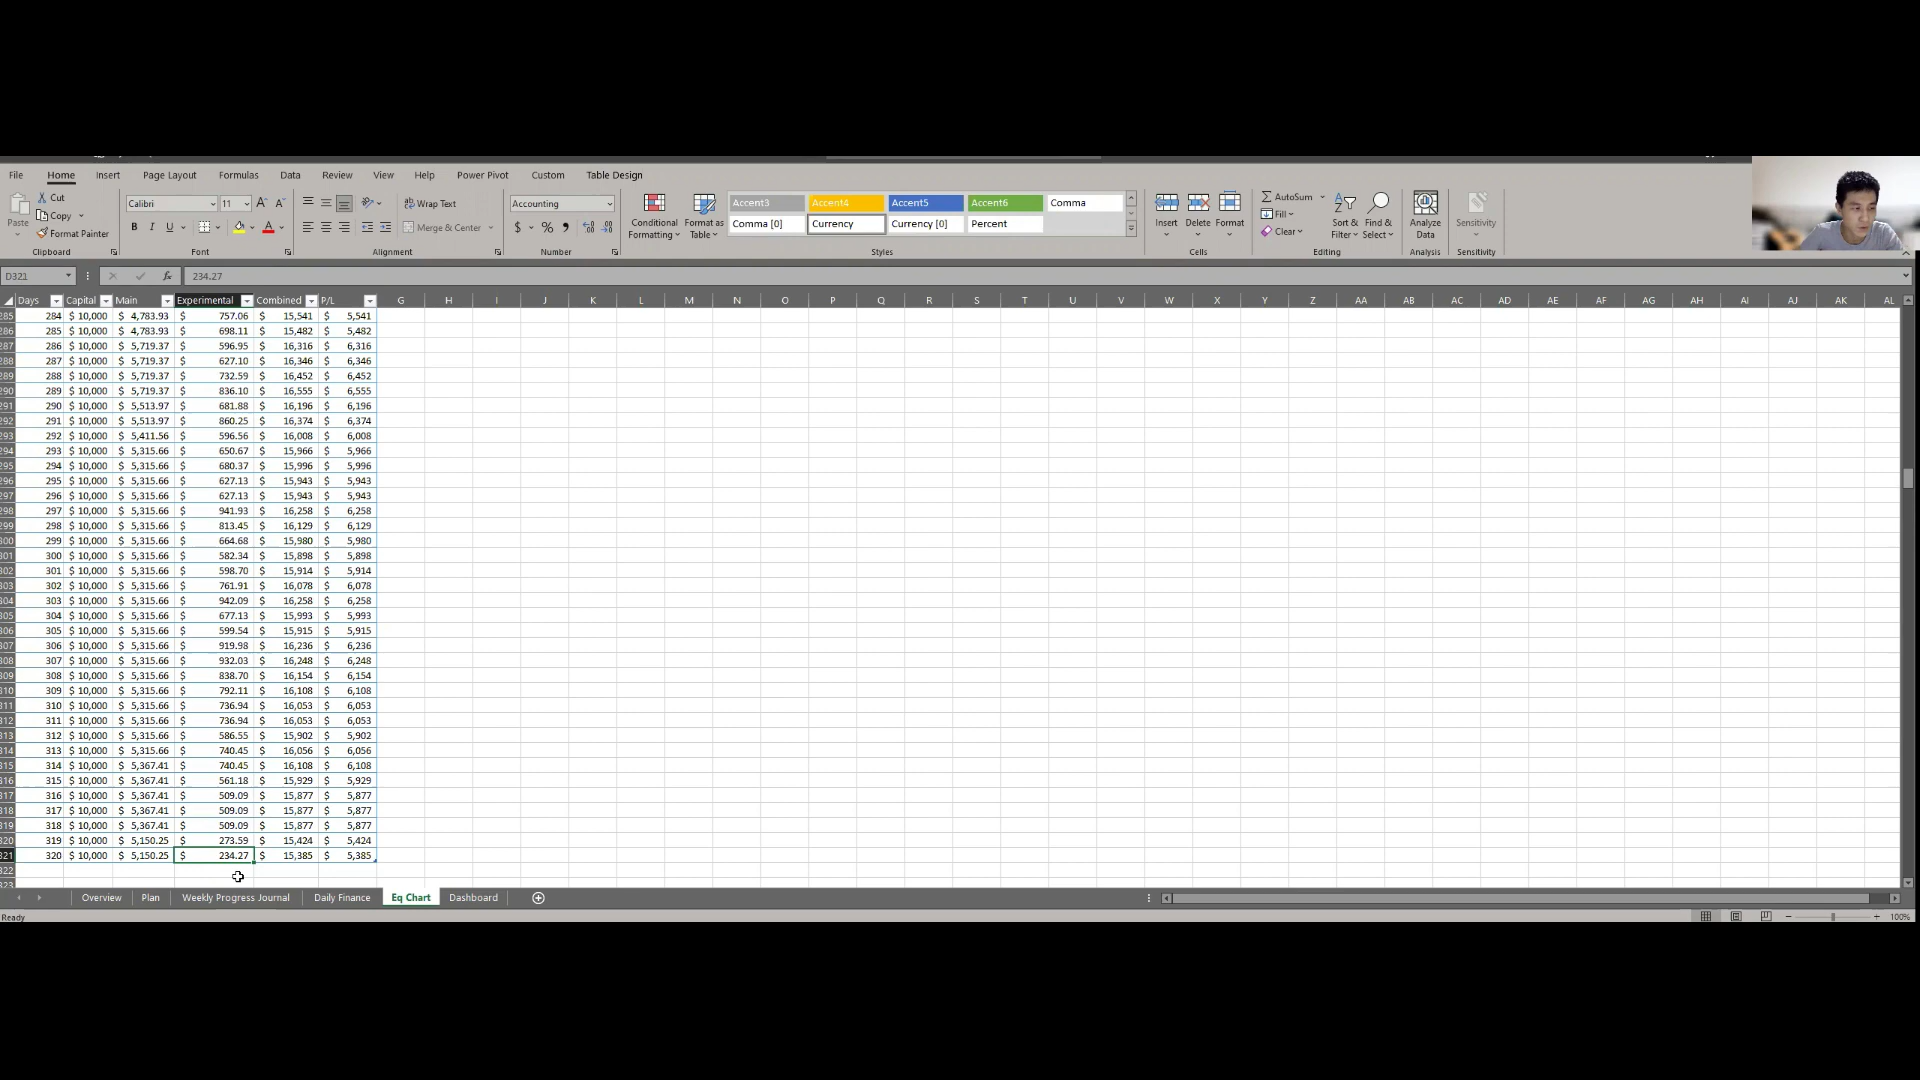 File Home Insert Page Layout Formulas Data Review View Help Power Pivot Custom Table Design
Paste Cut Copy Format Painter Calibri 11 B I U Wrap Text Merge & Center Accounting $ % Conditional Formatting Format as Table Accent3 Accent4 Accent5 Accent6 Comma
Comma [0] Currency Currency [0] Percent Insert Delete Format AutoSum Fill Clear Sort & Filter Find & Select Analyze Data Sensitivity
Clipboard Font Alignment Number Styles Cells Editing Analysis Sensitivity
D321 fx 234.27
Days Capital Main Experimental Combined P/L G H I J K L M N O P Q R S T U V W X Y Z AA AB AC AD AE AF AG AH AI AJ AK AL
285 284 $ 10,000 $ 4,783.93 $ 757.06 $ 15,541 $ 5,541
286 285 $ 10,000 $ 4,783.93 $ 698.11 $ 15,482 $ 5,482
287 286 $ 10,000 $ 5,719.37 $ 596.95 $ 16,316 $ 6,316
288 287 $ 10,000 $ 5,719.37 $ 627.10 $ 16,346 $ 6,346
289 288 $ 10,000 $ 5,719.37 $ 732.59 $ 16,452 $ 6,452
290 289 $ 10,000 $ 5,719.37 $ 836.10 $ 16,555 $ 6,555
291 290 $ 10,000 $ 5,513.97 $ 681.88 $ 16,196 $ 6,196
292 291 $ 10,000 $ 5,513.97 $ 860.25 $ 16,374 $ 6,374
293 292 $ 10,000 $ 5,411.56 $ 596.56 $ 16,008 $ 6,008
294 293 $ 10,000 $ 5,315.66 $ 650.67 $ 15,966 $ 5,966
295 294 $ 10,000 $ 5,315.66 $ 680.37 $ 15,996 $ 5,996
296 295 $ 10,000 $ 5,315.66 $ 627.13 $ 15,943 $ 5,943
297 296 $ 10,000 $ 5,315.66 $ 627.13 $ 15,943 $ 5,943
298 297 $ 10,000 $ 5,315.66 $ 941.93 $ 16,258 $ 6,258
299 298 $ 10,000 $ 5,315.66 $ 813.45 $ 16,129 $ 6,129
300 299 $ 10,000 $ 5,315.66 $ 664.68 $ 15,980 $ 5,980
301 300 $ 10,000 $ 5,315.66 $ 582.34 $ 15,898 $ 5,898
302 301 $ 10,000 $ 5,315.66 $ 598.70 $ 15,914 $ 5,914
303 302 $ 10,000 $ 5,315.66 $ 761.91 $ 16,078 $ 6,078
304 303 $ 10,000 $ 5,315.66 $ 942.09 $ 16,258 $ 6,258
305 304 $ 10,000 $ 5,315.66 $ 677.13 $ 15,993 $ 5,993
306 305 $ 10,000 $ 5,315.66 $ 599.54 $ 15,915 $ 5,915
307 306 $ 10,000 $ 5,315.66 $ 919.98 $ 16,236 $ 6,236
308 307 $ 10,000 $ 5,315.66 $ 932.03 $ 16,248 $ 6,248
309 308 $ 10,000 $ 5,315.66 $ 838.70 $ 16,154 $ 6,154
310 309 $ 10,000 $ 5,315.66 $ 792.11 $ 16,108 $ 6,108
311 310 $ 10,000 $ 5,315.66 $ 736.94 $ 16,053 $ 6,053
312 311 $ 10,000 $ 5,315.66 $ 736.94 $ 16,053 $ 6,053
313 312 $ 10,000 $ 5,315.66 $ 586.55 $ 15,902 $ 5,902
314 313 $ 10,000 $ 5,315.66 $ 740.45 $ 16,056 $ 6,056
315 314 $ 10,000 $ 5,367.41 $ 740.45 $ 16,108 $ 6,108
316 315 $ 10,000 $ 5,367.41 $ 561.18 $ 15,929 $ 5,929
317 316 $ 10,000 $ 5,367.41 $ 509.09 $ 15,877 $ 5,877
318 317 $ 10,000 $ 5,367.41 $ 509.09 $ 15,877 $ 5,877
319 318 $ 10,000 $ 5,367.41 $ 509.09 $ 15,877 $ 5,877
320 319 $ 10,000 $ 5,150.25 $ 273.59 $ 15,424 $ 5,424
321 320 $ 10,000 $ 5,150.25 $ 234.27 $ 15,385 $ 5,385
322
323
Overview Plan Weekly Progress Journal Daily Finance Eq Chart Dashboard
Ready 100%